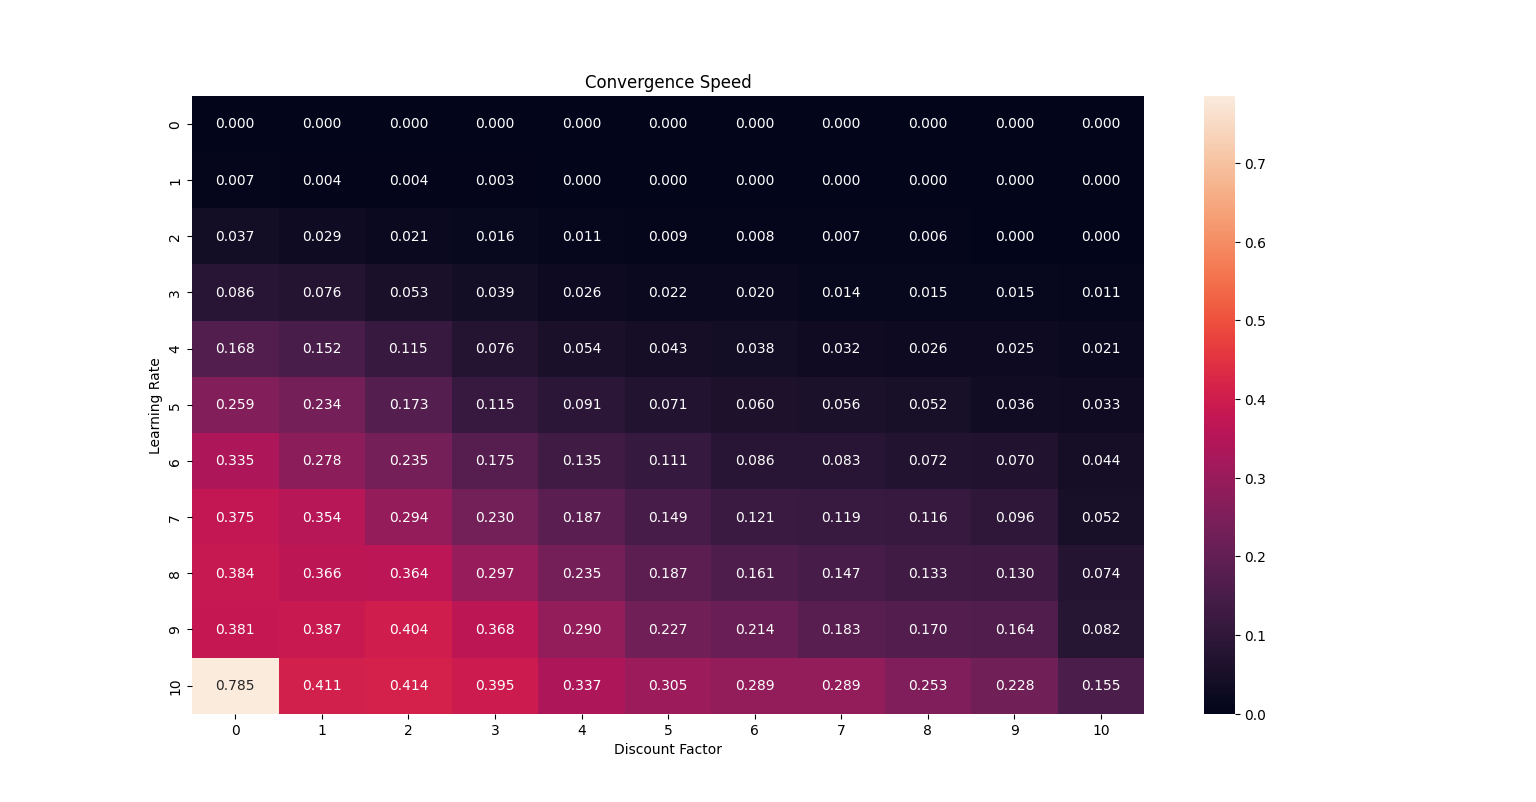 Convergence Speed
0 0.000 0.000 0.000 0.000 0.000 0.000 0.000 0.000 0.000 0.000 0.000
1 0.007 0.004 0.004 0.003 0.000 0.000 0.000 0.000 0.000 0.000 0.000
2 0.037 0.029 0.021 0.016 0.011 0.009 0.008 0.007 0.006 0.000 0.000
3 0.086 0.076 0.053 0.039 0.026 0.022 0.020 0.014 0.015 0.015 0.011
4 0.168 0.152 0.115 0.076 0.054 0.043 0.038 0.032 0.026 0.025 0.021
5 0.259 0.234 0.173 0.115 0.091 0.071 0.060 0.056 0.052 0.036 0.033
6 0.335 0.278 0.235 0.175 0.135 0.111 0.086 0.083 0.072 0.070 0.044
7 0.375 0.354 0.294 0.230 0.187 0.149 0.121 0.119 0.116 0.096 0.052
8 0.384 0.366 0.364 0.297 0.235 0.187 0.161 0.147 0.133 0.130 0.074
9 0.381 0.387 0.404 0.368 0.290 0.227 0.214 0.183 0.170 0.164 0.082
10 0.785 0.411 0.414 0.395 0.337 0.305 0.289 0.289 0.253 0.228 0.155
0 1 2 3 4 5 6 7 8 9 10
Discount Factor
Learning Rate
0.7
0.6
0.5
0.4
0.3
0.2
0.1
0.0